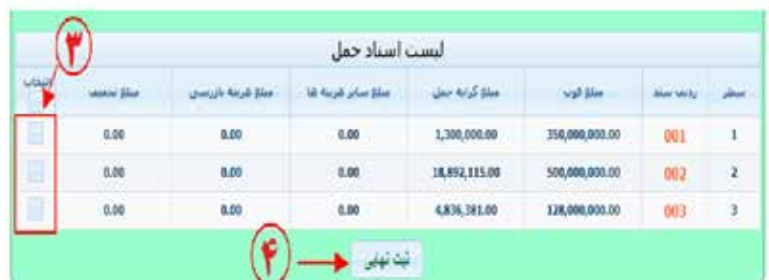 ۳
لیست اسناد حمل
سطر ردیف سند مبلغ فوب مبلغ کرایه حمل مبلغ سایر هزینه ها مبلغ هزینه بازرسی مبلغ تخفیف انتخاب
1 001 350,000,000.00 1,300,000.00 0.00 0.00 0.00
2 002 500,000,000.00 18,892,115.00 0.00 0.00 0.00
3 003 128,000,000.00 4,836,381.00 0.00 0.00 0.00
۴ ثبت نهایی